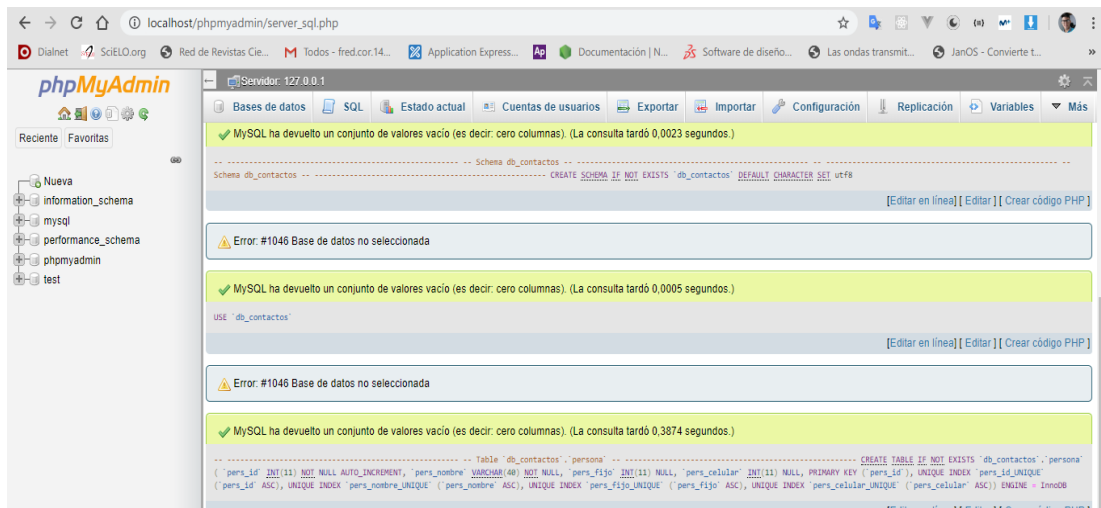 localhost/phpmyadmin/server_sql.php
Dialnet SciELO.org Red de Revistas Cie... Todos - fred.cor.14... Application Express... Ap Documentación | N... Software de diseño... Las ondas transmit... JanOS - Convierte t... »
phpMyAdmin
Reciente Favoritas
Nueva
information_schema
mysql
performance_schema
phpmyadmin
test
Servidor: 127.0.0.1
Bases de datos SQL Estado actual Cuentas de usuarios Exportar Importar Configuración Replicación Variables Más
MySQL ha devuelto un conjunto de valores vacío (es decir: cero columnas). (La consulta tardó 0,0023 segundos.)
-- ----------------------------------------------------- -- Schema db_contactos -- ----------------------------------------------------- -- ----------------------------------------------------- --
Schema db_contactos -- ----------------------------------------------------- CREATE SCHEMA IF NOT EXISTS `db_contactos` DEFAULT CHARACTER SET utf8
[Editar en línea] [ Editar ] [ Crear código PHP ]
Error: #1046 Base de datos no seleccionada
MySQL ha devuelto un conjunto de valores vacío (es decir: cero columnas). (La consulta tardó 0,0005 segundos.)
USE `db_contactos`
[Editar en línea] [ Editar ] [ Crear código PHP ]
Error: #1046 Base de datos no seleccionada
MySQL ha devuelto un conjunto de valores vacío (es decir: cero columnas). (La consulta tardó 0,3874 segundos.)
-- ----------------------------------------------------- -- Table `db_contactos`.`persona` -- ----------------------------------------------------- CREATE TABLE IF NOT EXISTS `db_contactos`.`persona`
( `pers_id` INT(11) NOT NULL AUTO_INCREMENT, `pers_nombre` VARCHAR(40) NOT NULL, `pers_fijo` INT(11) NULL, `pers_celular` INT(11) NULL, PRIMARY KEY (`pers_id`), UNIQUE INDEX `pers_id_UNIQUE`
(`pers_id` ASC), UNIQUE INDEX `pers_nombre_UNIQUE` (`pers_nombre` ASC), UNIQUE INDEX `pers_fijo_UNIQUE` (`pers_fijo` ASC), UNIQUE INDEX `pers_celular_UNIQUE` (`pers_celular` ASC)) ENGINE = InnoDB